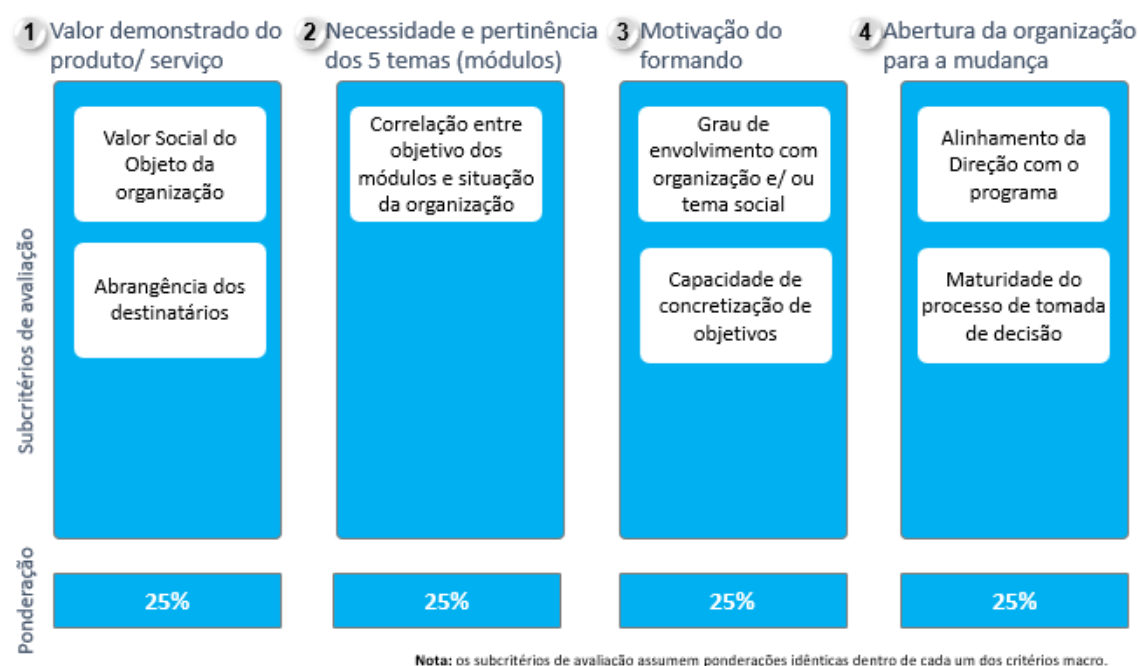 1 Valor demonstrado do
produto/ serviço
2 Necessidade e pertinência
dos 5 temas (módulos)
3 Motivação do
formando
4 Abertura da organização
para a mudança
Subcritérios de avaliação
Valor Social do
Objeto da
organização
Abrangência dos
destinatários
Correlação entre
objetivo dos
módulos e situação
da organização
Grau de
envolvimento com
organização e/ ou
tema social
Capacidade de
concretização de
objetivos
Alinhamento da
Direção com o
programa
Maturidade do
processo de tomada
de decisão
Ponderação
25%
25%
25%
25%
Nota: os subcritérios de avaliação assumem ponderações idênticas dentro de cada um dos critérios macro.